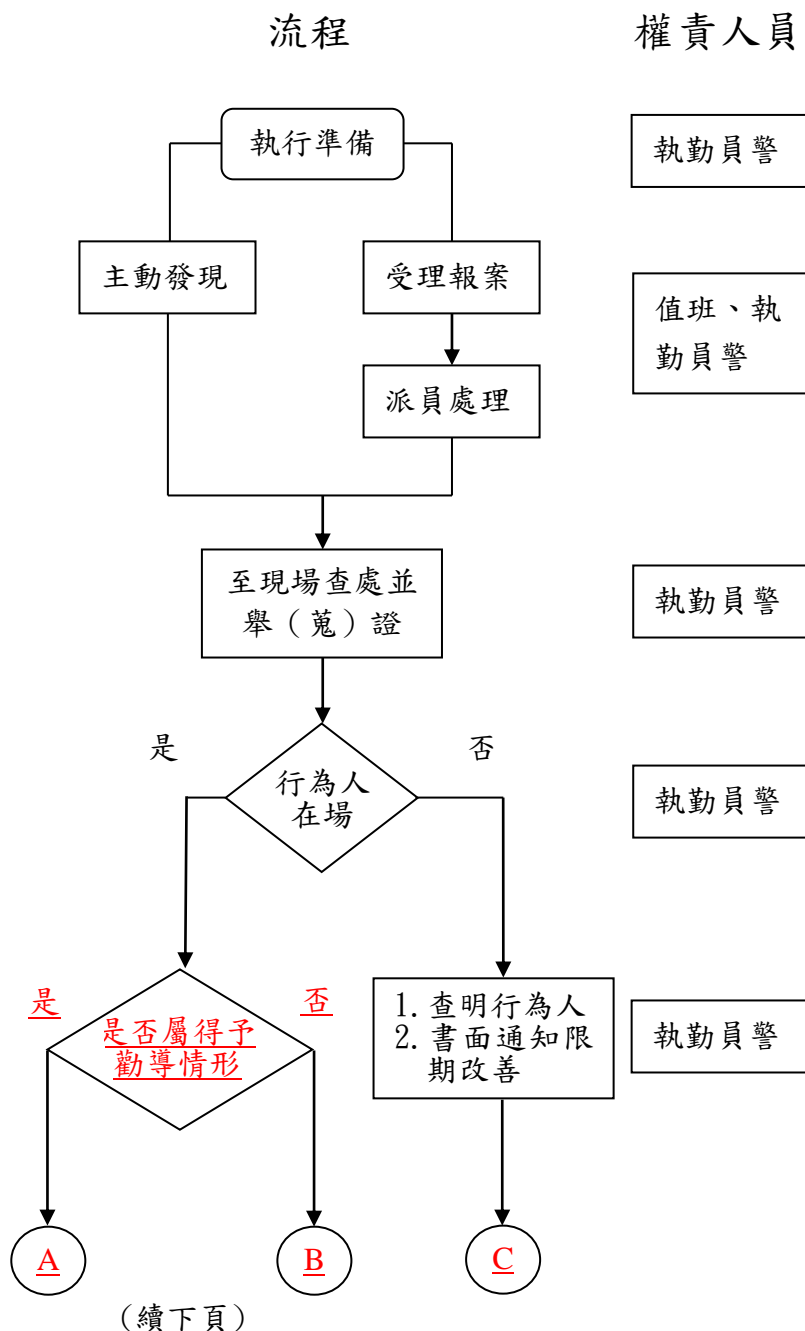 流程
權責人員
執行準備
執勤員警
主動發現
受理報案
值班、執
勤員警
派員處理
至現場查處並
舉（蒐）證
執勤員警
是
否
行為人
在場
執勤員警
是
否
是否屬得予
勸導情形
1. 查明行為人
2. 書面通知限
期改善
執勤員警
A
B
C
（續下頁）